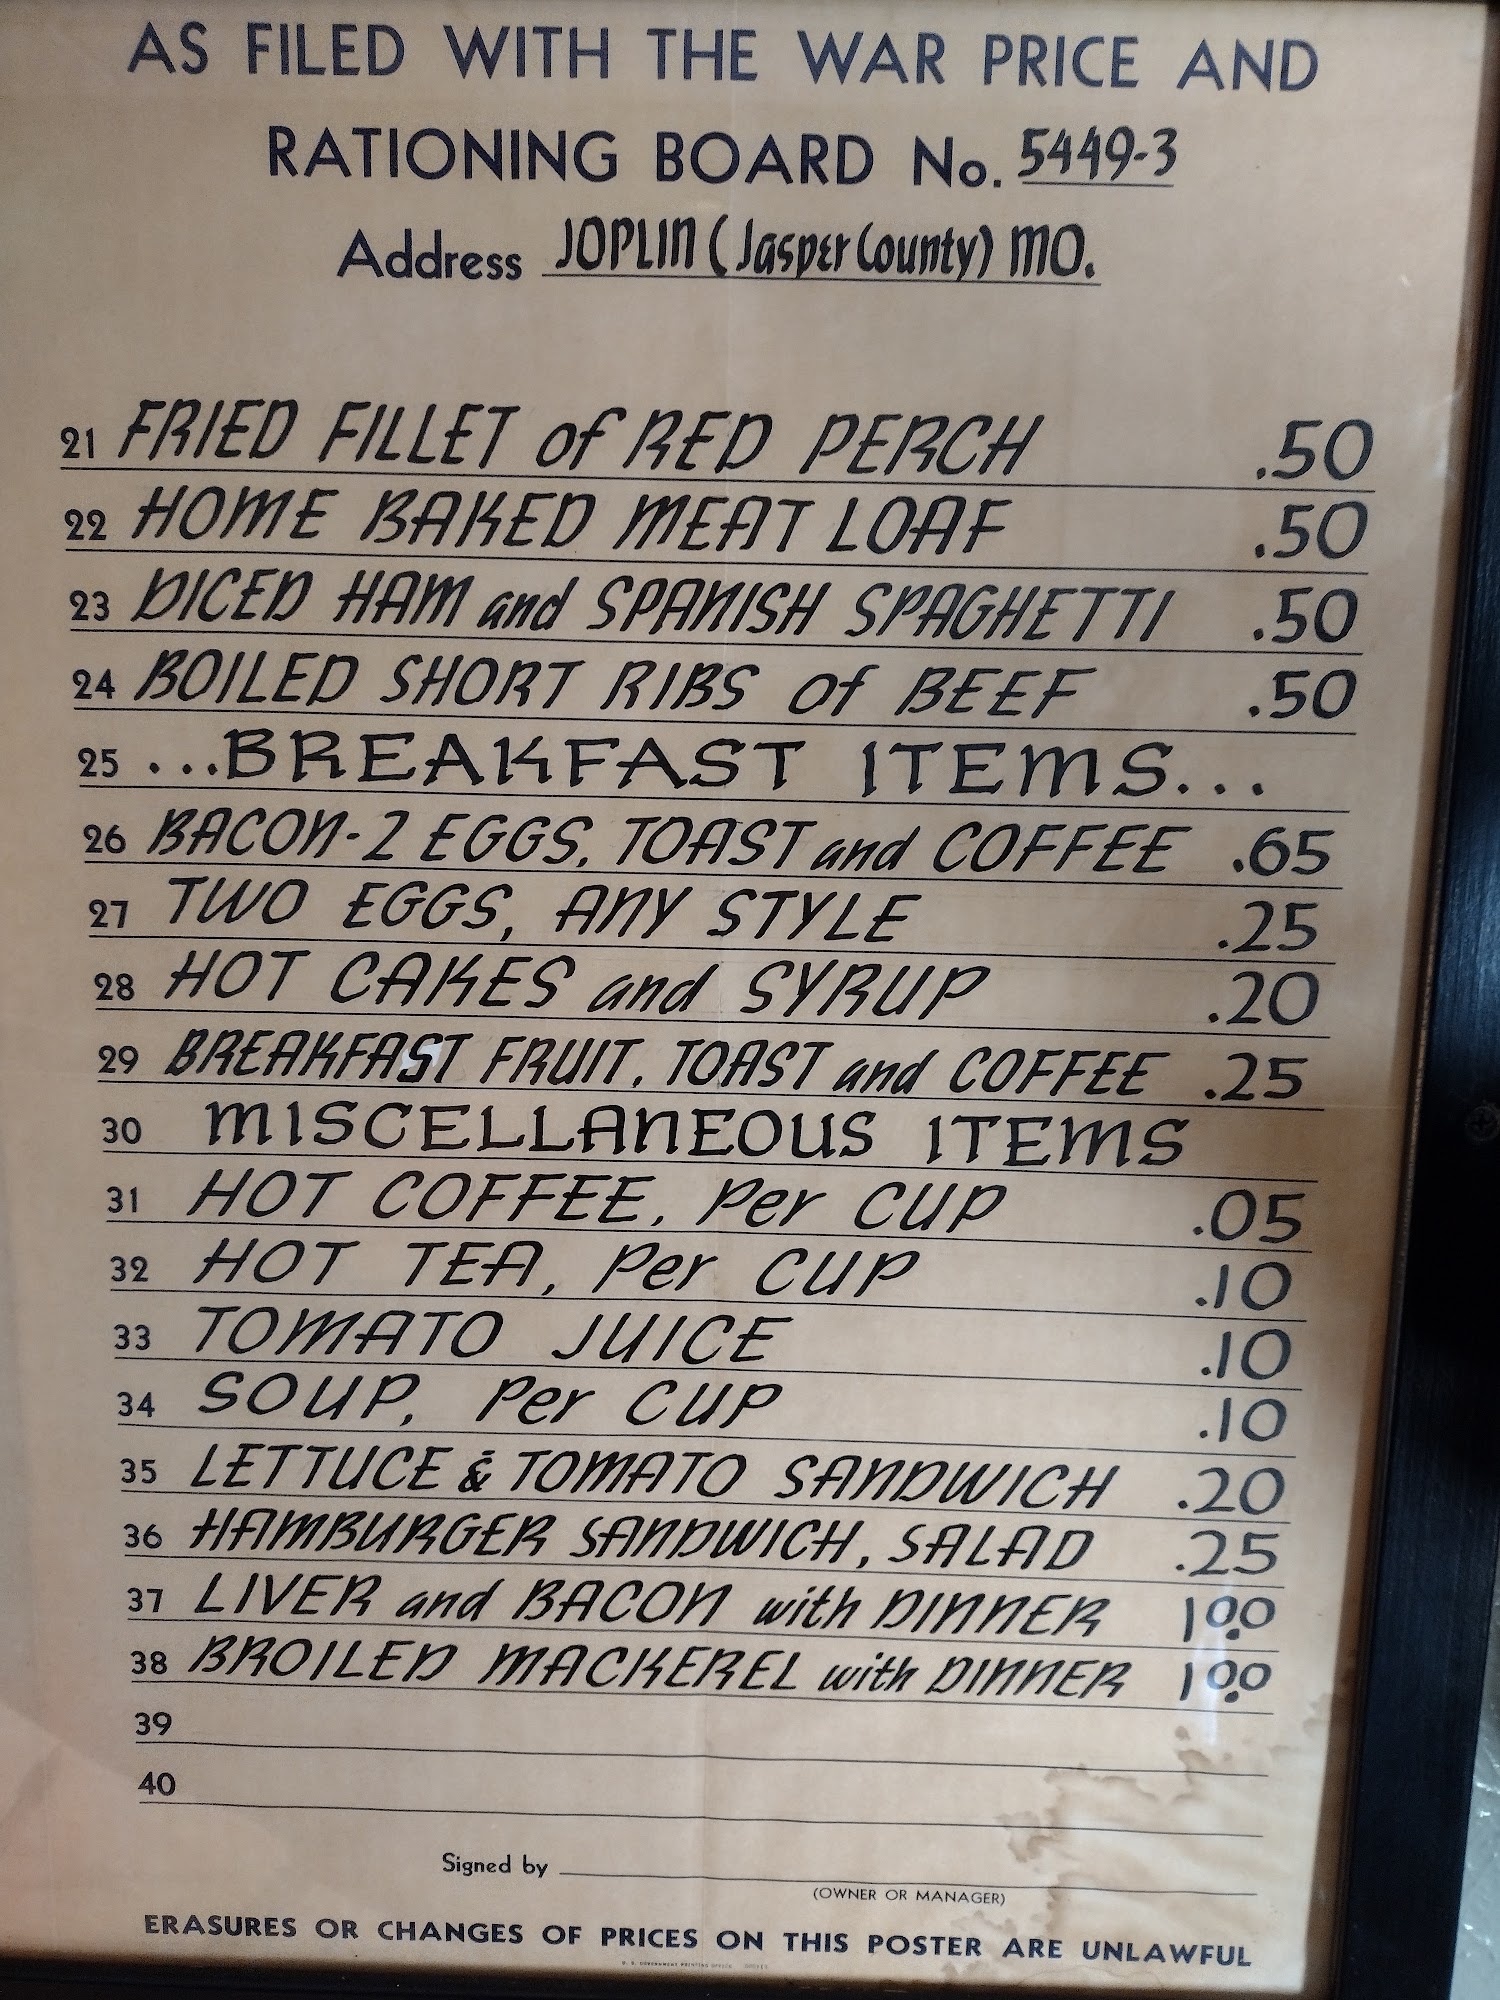 AS FILED WITH THE WAR PRICE AND
RATIONING BOARD No. 5449-3
Address JOPLIN (Jasper County) MO.
21 FRIED FILLET of RED PERCH .50
22 HOME BAKED MEAT LOAF .50
23 DICED HAM and SPANISH SPAGHETTI .50
24 BOILED SHORT RIBS of BEEF .50
25 ...BREAKFAST ITEMS...
26 BACON-2 EGGS, TOAST and COFFEE .65
27 TWO EGGS, ANY STYLE .25
28 HOT CAKES and SYRUP .20
29 BREAKFAST FRUIT, TOAST and COFFEE .25
30 MISCELLANEOUS ITEMS
31 HOT COFFEE, Per CUP .05
32 HOT TEA, Per CUP .10
33 TOMATO JUICE .10
34 SOUP, Per CUP .10
35 LETTUCE & TOMATO SANDWICH .20
36 HAMBURGER SANDWICH, SALAD .25
37 LIVER and BACON with DINNER 1.00
38 BROILED MACKEREL with DINNER 1.00
39
40
Signed by
(OWNER OR MANAGER)
ERASURES OR CHANGES OF PRICES ON THIS POSTER ARE UNLAWFUL
U. S. GOVERNMENT PRINTING OFFICE